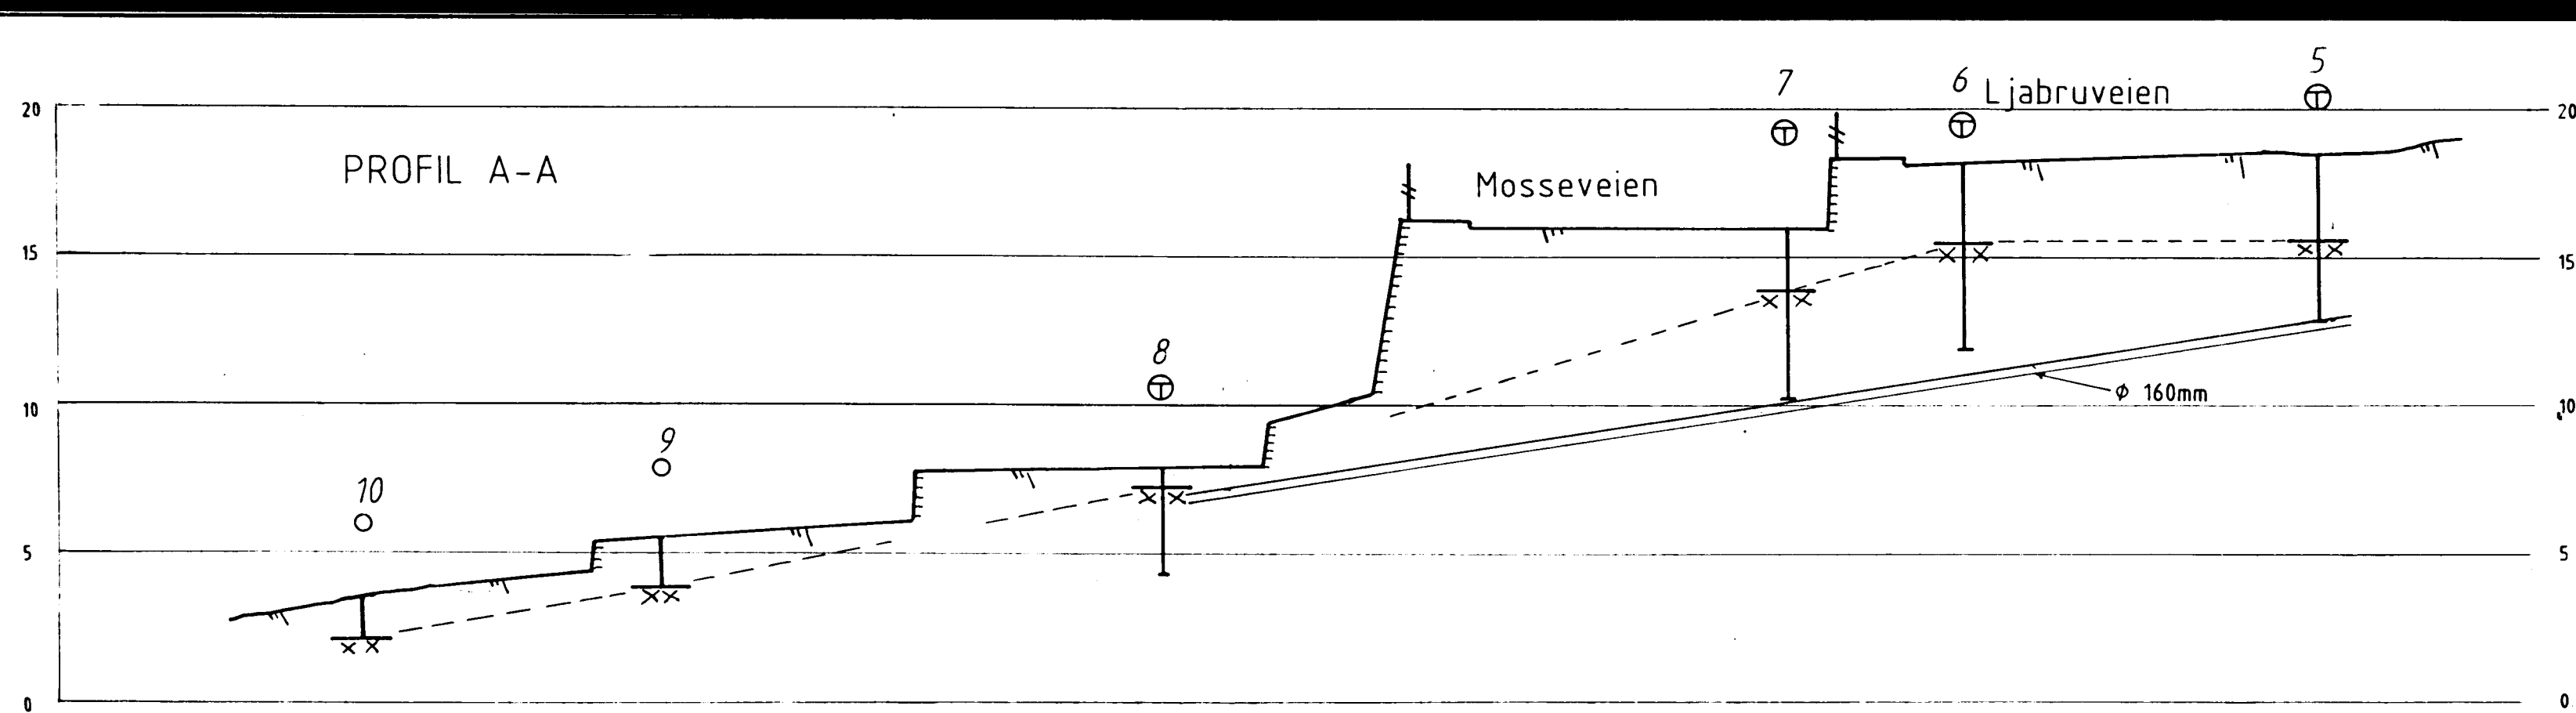 5
7
6 Ljabruveien
20 20
PROFIL A-A
Mosseveien
15 15
8
φ 160mm
10 10
9
10
5 5
0 0